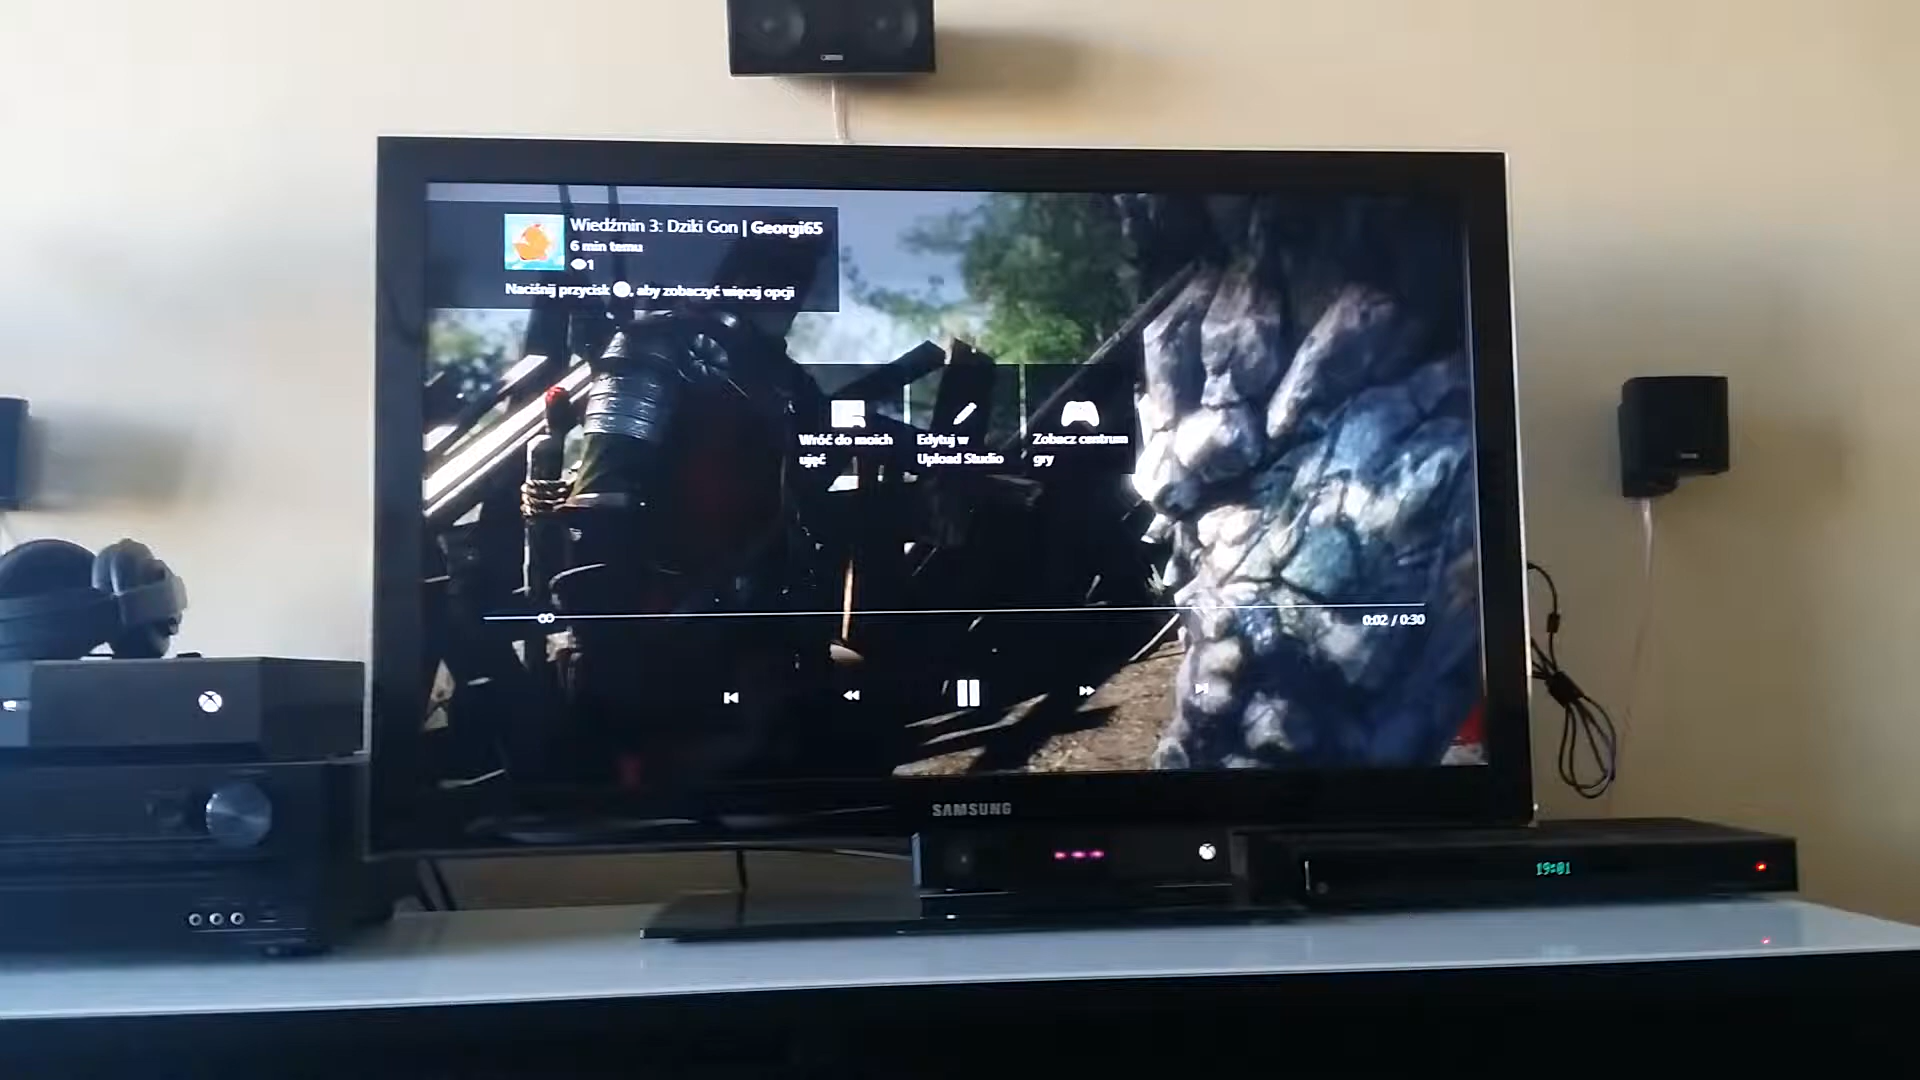 Wiedźmin 3: Dziki Gon | Georgi65
6 min temu
1
Naciśnij przycisk , aby zobaczyć więcej opcji
Wróć do moich
ujęć
Edytuj w
Upload Studio
Zobacz centrum
gry
0:02 / 0:30
SAMSUNG
19:01